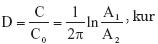 D = C/C₀ = 1/2π ln A₁/A₂ , kur